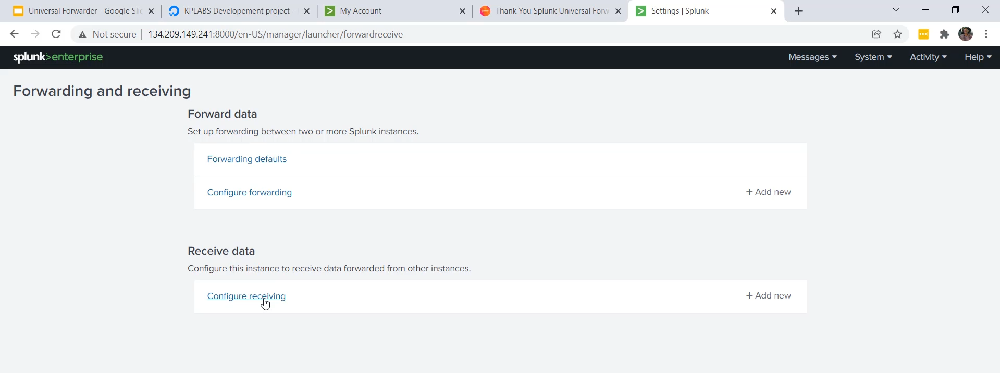 Universal Forwarder - Google Sli
KPLABS Developement project -
My Account
Thank You Splunk Universal Forw
Settings | Splunk
Not secure
134.209.149.241:8000/en-US/manager/launcher/forwardreceive
splunk>enterprise
Messages
System
Activity
Help
Forwarding and receiving
Forward data
Set up forwarding between two or more Splunk instances.
Forwarding defaults
Configure forwarding
+ Add new
Receive data
Configure this instance to receive data forwarded from other instances.
Configure receiving
+ Add new